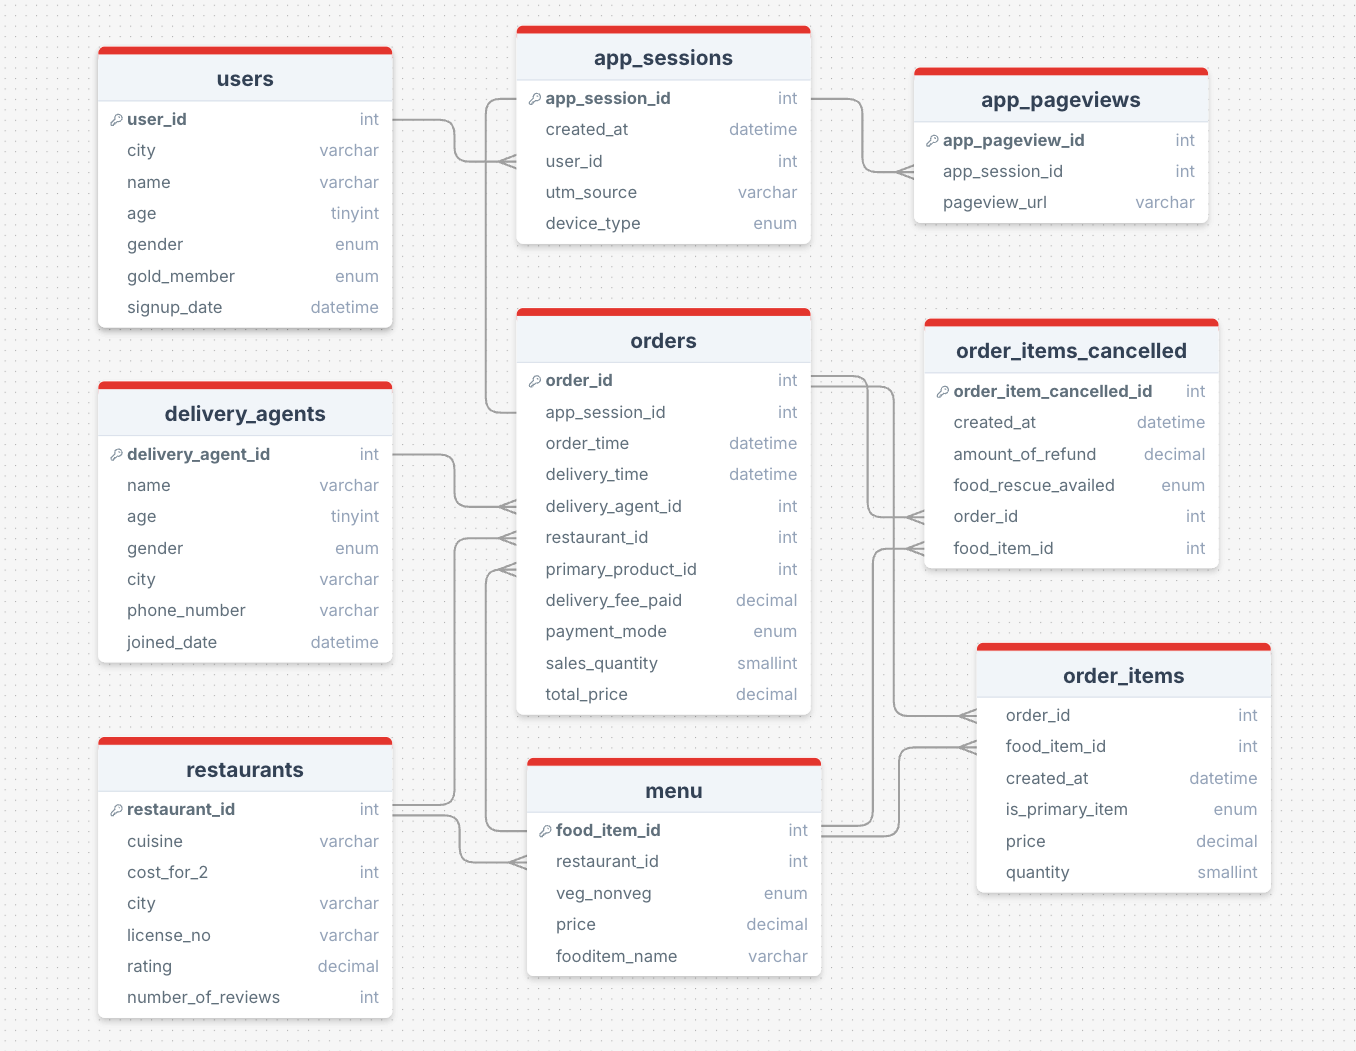 users
user_id int
city varchar
name varchar
age tinyint
gender enum
gold_member enum
signup_date datetime
app_sessions
app_session_id int
created_at datetime
user_id int
utm_source varchar
device_type enum
app_pageviews
app_pageview_id int
app_session_id int
pageview_url varchar
delivery_agents
delivery_agent_id int
name varchar
age tinyint
gender enum
city varchar
phone_number varchar
joined_date datetime
orders
order_id int
app_session_id int
order_time datetime
delivery_time datetime
delivery_agent_id int
restaurant_id int
primary_product_id int
delivery_fee_paid decimal
payment_mode enum
sales_quantity smallint
total_price decimal
order_items_cancelled
order_item_cancelled_id int
created_at datetime
amount_of_refund decimal
food_rescue_availed enum
order_id int
food_item_id int
restaurants
restaurant_id int
cuisine varchar
cost_for_2 int
city varchar
license_no varchar
rating decimal
number_of_reviews int
menu
food_item_id int
restaurant_id int
veg_nonveg enum
price decimal
fooditem_name varchar
order_items
order_id int
food_item_id int
created_at datetime
is_primary_item enum
price decimal
quantity smallint